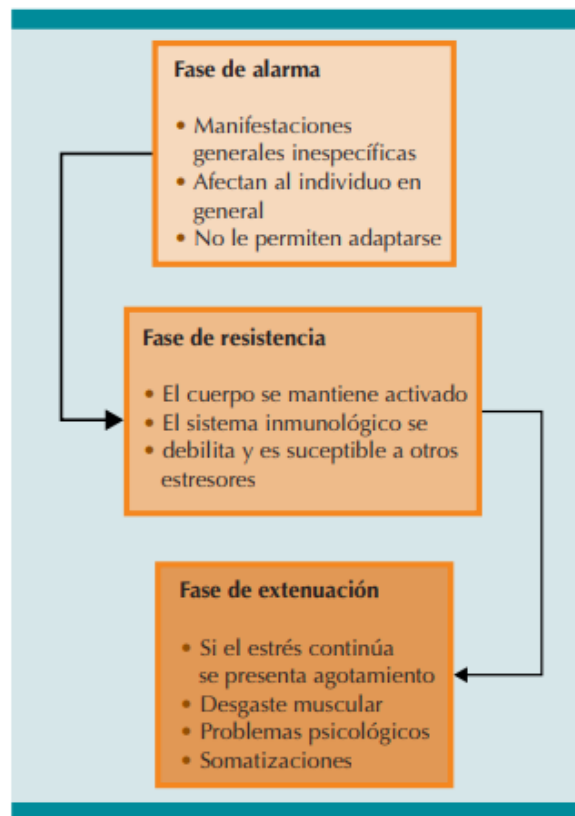 Fase de alarma
• Manifestaciones
generales inespecíficas
• Afectan al individuo en
general
• No le permiten adaptarse
Fase de resistencia
• El cuerpo se mantiene activado
• El sistema inmunológico se
• debilita y es suceptible a otros
estresores
Fase de extenuación
• Si el estrés continúa
se presenta agotamiento
• Desgaste muscular
• Problemas psicológicos
• Somatizaciones